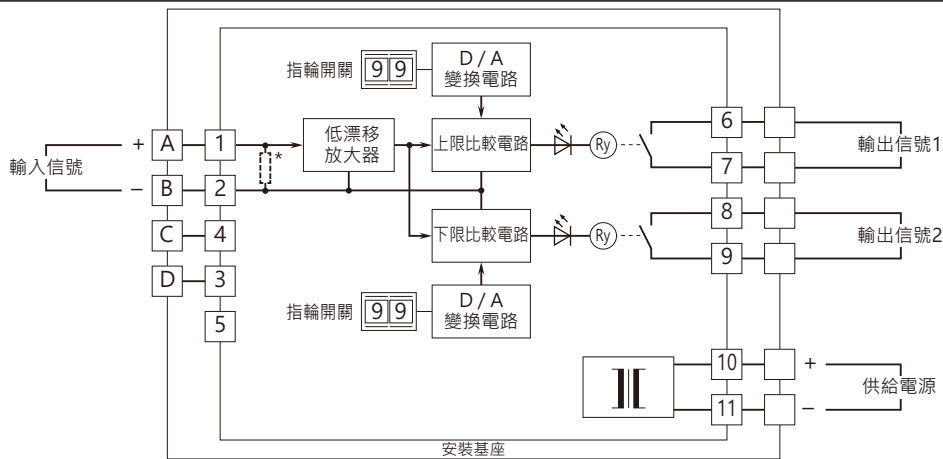 D / A
變換電路
指輪開關
9 9
輸入信號
+
A
1
低漂移
放大器
*
上限比較電路
Ry
6
7
輸出信號1
−
B
2
C
4
D
3
5
下限比較電路
Ry
8
9
輸出信號2
指輪開關
9 9
D / A
變換電路
10
+
11
−
供給電源
安裝基座